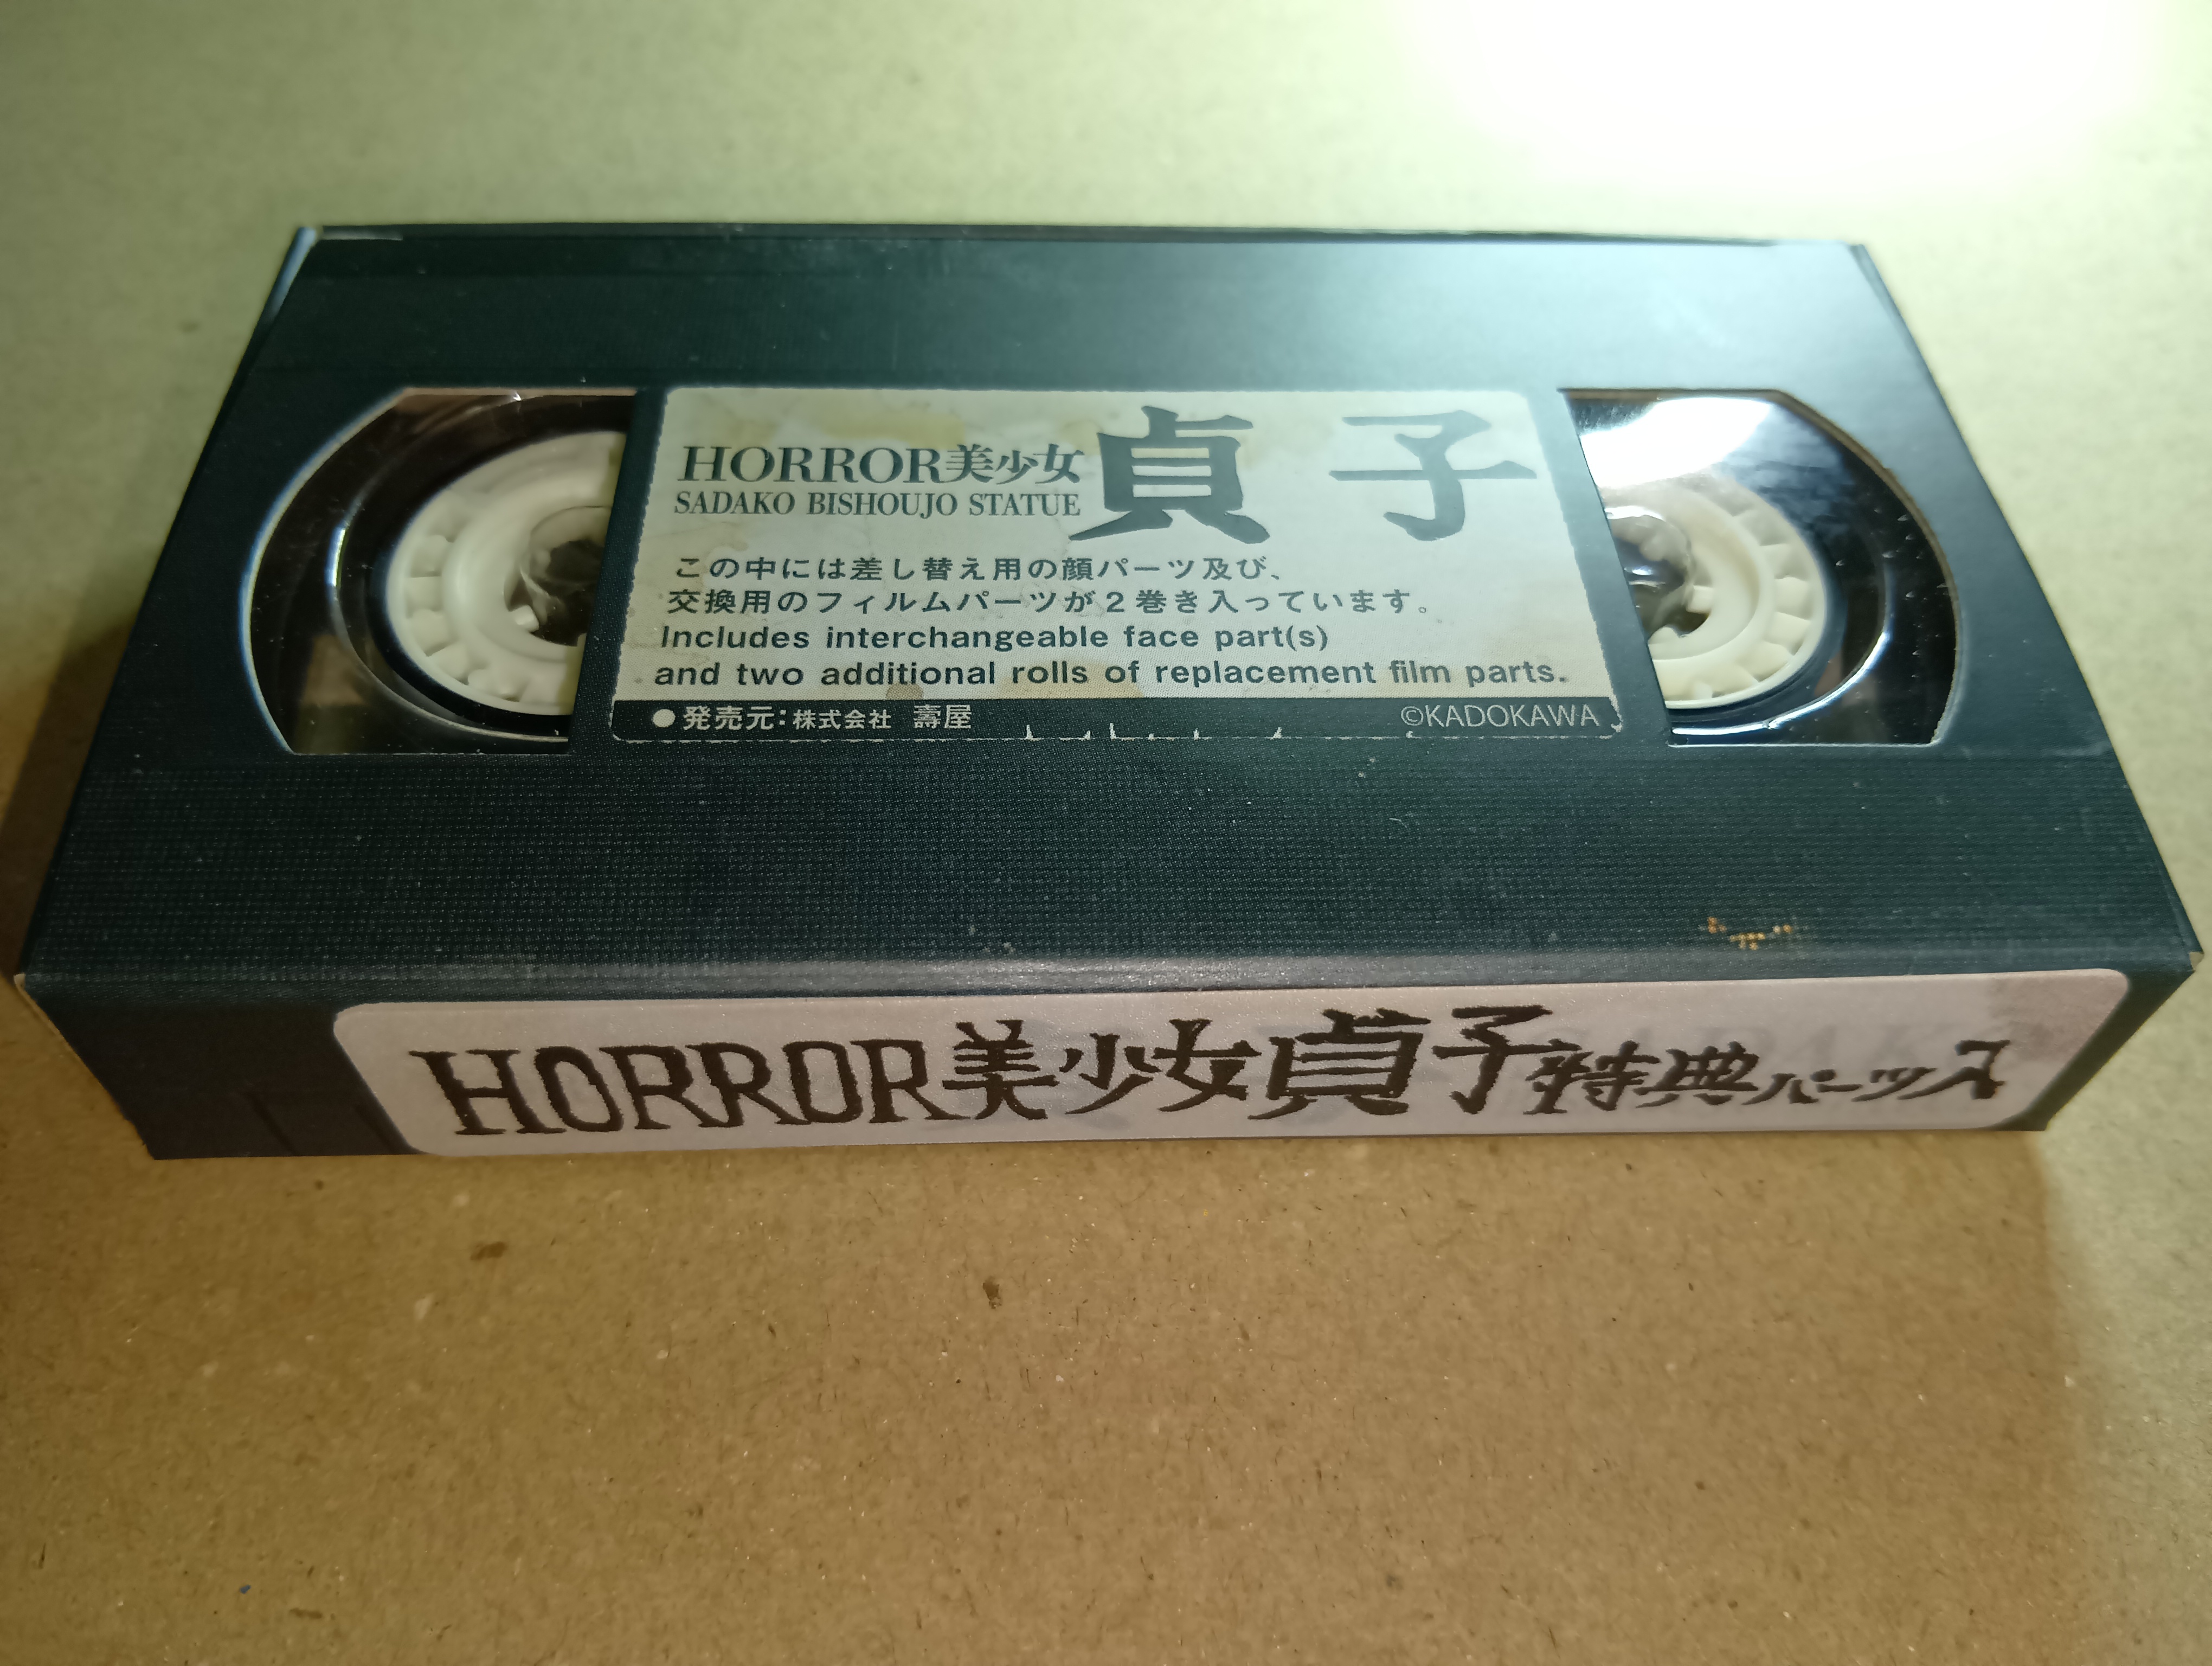 HORROR美少女
SADAKO BISHOUJO STATUE
貞子
この中には差し替え用の顔パーツ及び、
交換用のフィルムパーツが2巻き入っています。
Includes interchangeable face part(s)
and two additional rolls of replacement film parts.
●発売元：株式会社 壽屋
©KADOKAWA
HORROR美少女貞子特典パーツ入